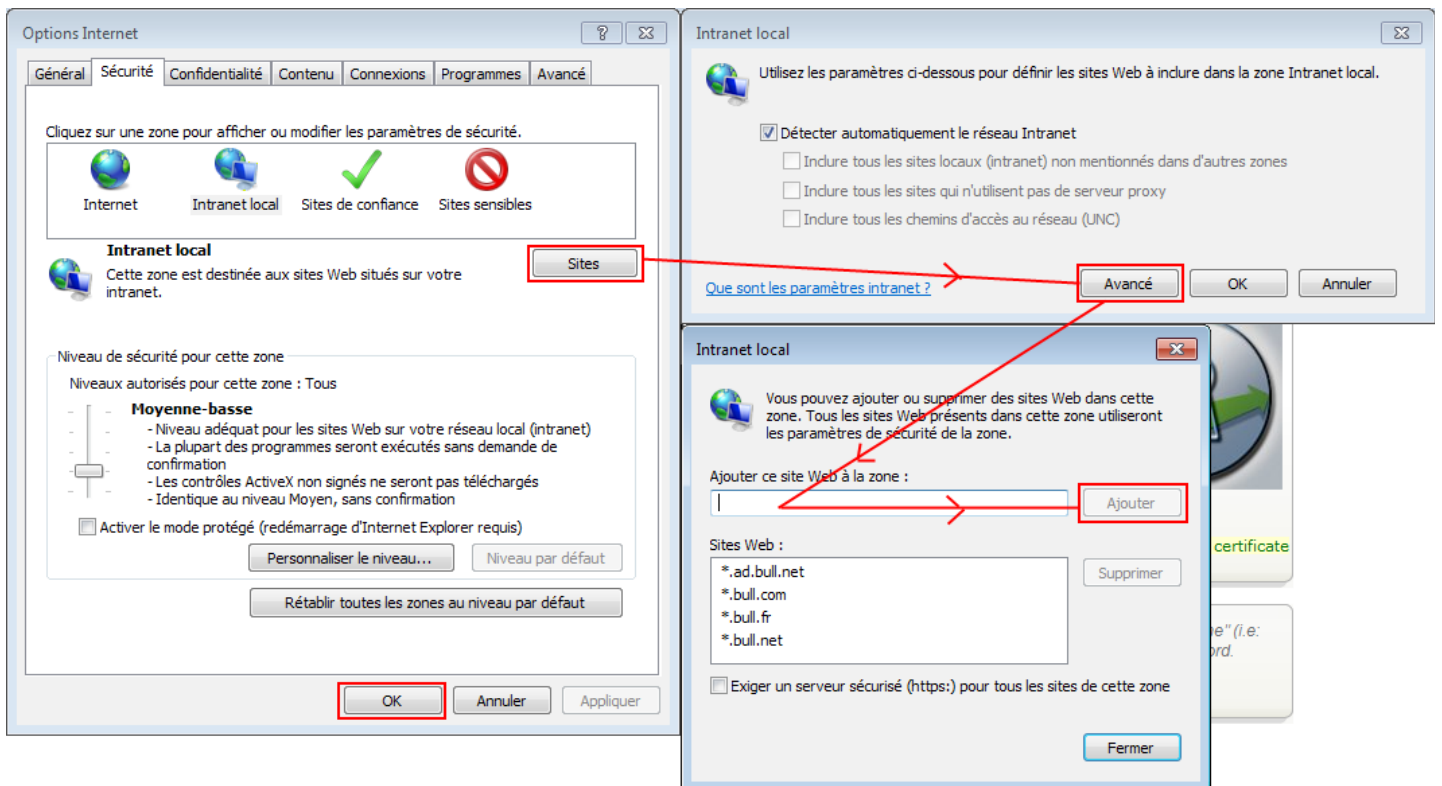 Options Internet
Général Sécurité Confidentialité Contenu Connexions Programmes Avancé
Cliquez sur une zone pour afficher ou modifier les paramètres de sécurité.
Internet Intranet local Sites de confiance Sites sensibles
Intranet local
Cette zone est destinée aux sites Web situés sur votre
intranet.
Sites
Niveau de sécurité pour cette zone
Niveaux autorisés pour cette zone : Tous
Moyenne-basse
- Niveau adéquat pour les sites Web sur votre réseau local (intranet)
- La plupart des programmes seront exécutés sans demande de
confirmation
- Les contrôles ActiveX non signés ne seront pas téléchargés
- Identique au niveau Moyen, sans confirmation
Activer le mode protégé (redémarrage d'Internet Explorer requis)
Personnaliser le niveau... Niveau par défaut
Rétablir toutes les zones au niveau par défaut
OK Annuler Appliquer
Intranet local
Utilisez les paramètres ci-dessous pour définir les sites Web à inclure dans la zone Intranet local.
Détecter automatiquement le réseau Intranet
Inclure tous les sites locaux (intranet) non mentionnés dans d'autres zones
Inclure tous les sites qui n'utilisent pas de serveur proxy
Inclure tous les chemins d'accès au réseau (UNC)
Que sont les paramètres intranet ?
Avancé OK Annuler
Intranet local
Vous pouvez ajouter ou supprimer des sites Web dans cette
zone. Tous les sites Web présents dans cette zone utiliseront
les paramètres de sécurité de la zone.
Ajouter ce site Web à la zone :
Ajouter
Sites Web :
*.ad.bull.net
*.bull.com
*.bull.fr
*.bull.net
Supprimer
Exiger un serveur sécurisé (https:) pour tous les sites de cette zone
Fermer
certificate
(i.e: